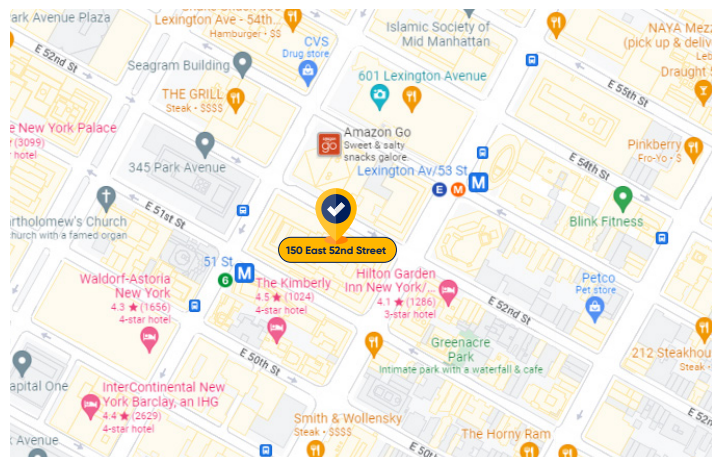 ark Avenue Plaza
Lexington Ave - 54th...
Hamburger • $$
Islamic Society of
Mid Manhattan
NAYA Mezz
(pick up & deliv
Leb
Draught 5
E 52nd St
CVS
Drug store
Seagram Building
601 Lexington Avenue
E 55th St
THE GRILL
Steak • $$$$
e New York Palace
(3099)
hotel
Amazon Go
Sweet & salty
snacks galore
go
Pinkberry
Fro-Yo • $
E 54th St
345 Park Avenue
Lexington Av/53 St
E
M
M
E 51st St
artholomew's Church
hurch with a famed organ
Blink Fitness
150 East 52nd Street
51 St
6
M
Waldorf-Astoria
New York
4.3 ★ (1656)
4-star hotel
The Kimberly
4.5 ★ (1024)
4-star hotel
Hilton Garden
Inn New York/...
4.1 ★ (1286)
3-star hotel
Petco
Pet store
E 52nd St
Greenacre
Park
Intimate park with a waterfall & cafe
E 50th St
212 Steakhou
Steak •
apital One
InterContinental New
York Barclay, an IHG
4.4 ★ (2629)
4-star hotel
E 52n
k Avenue
Smith & Wollensky
Steak • $$$$
The Horny Ram